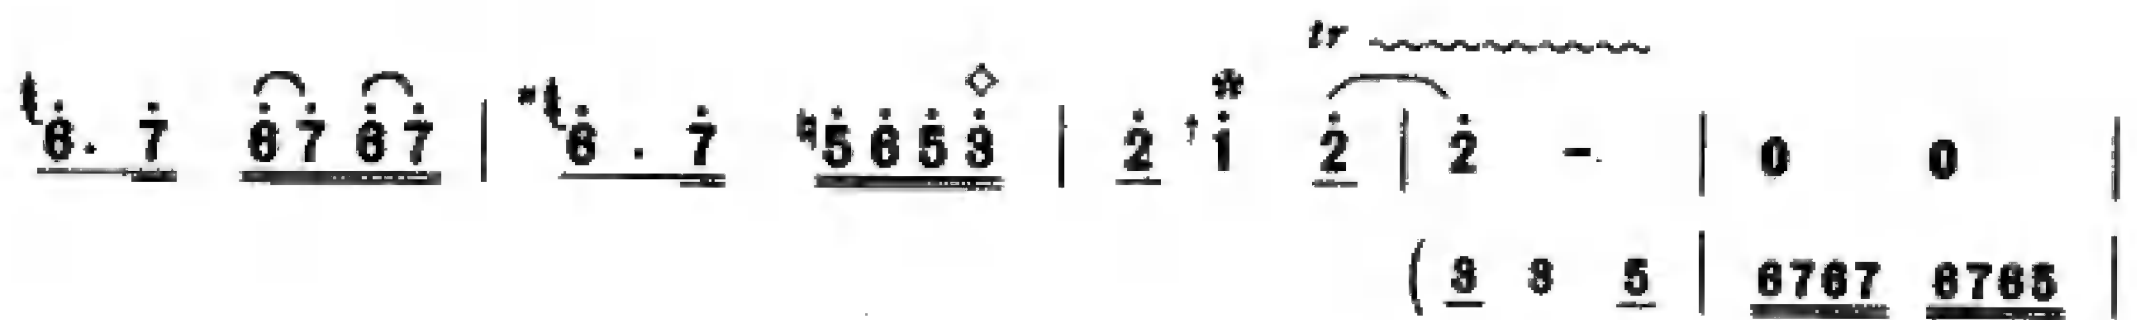 tr
6̇. 7̇ 6̇7̇ 6̇7̇ | 6̇ . 7̇ 5̇6̇5̇3̇ | 2̇ 1̇ 2̇ | 2̇ - | 0 0 |
( 3 3 5 | 6767 6765 |